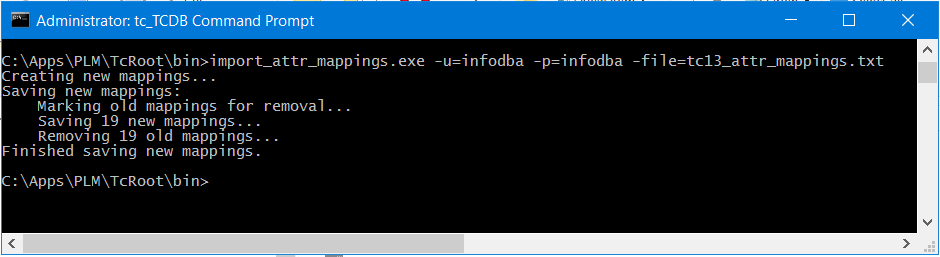 Administrator: tc_TCDB Command Prompt
C:\Apps\PLM\TcRoot\bin>import_attr_mappings.exe -u=infodba -p=infodba -file=tc13_attr_mappings.txt
Creating new mappings...
Saving new mappings:
    Marking old mappings for removal...
    Saving 19 new mappings...
    Removing 19 old mappings...
Finished saving new mappings.
C:\Apps\PLM\TcRoot\bin>